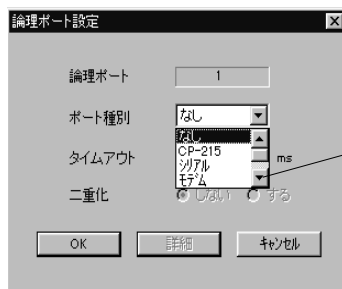 論理ポート設定
論理ポート 1
ポート種別 なし
なし
CP-215
シリアル
モデム
タイムアウト ms
二重化 しない する
OK 詳細 キャンセル